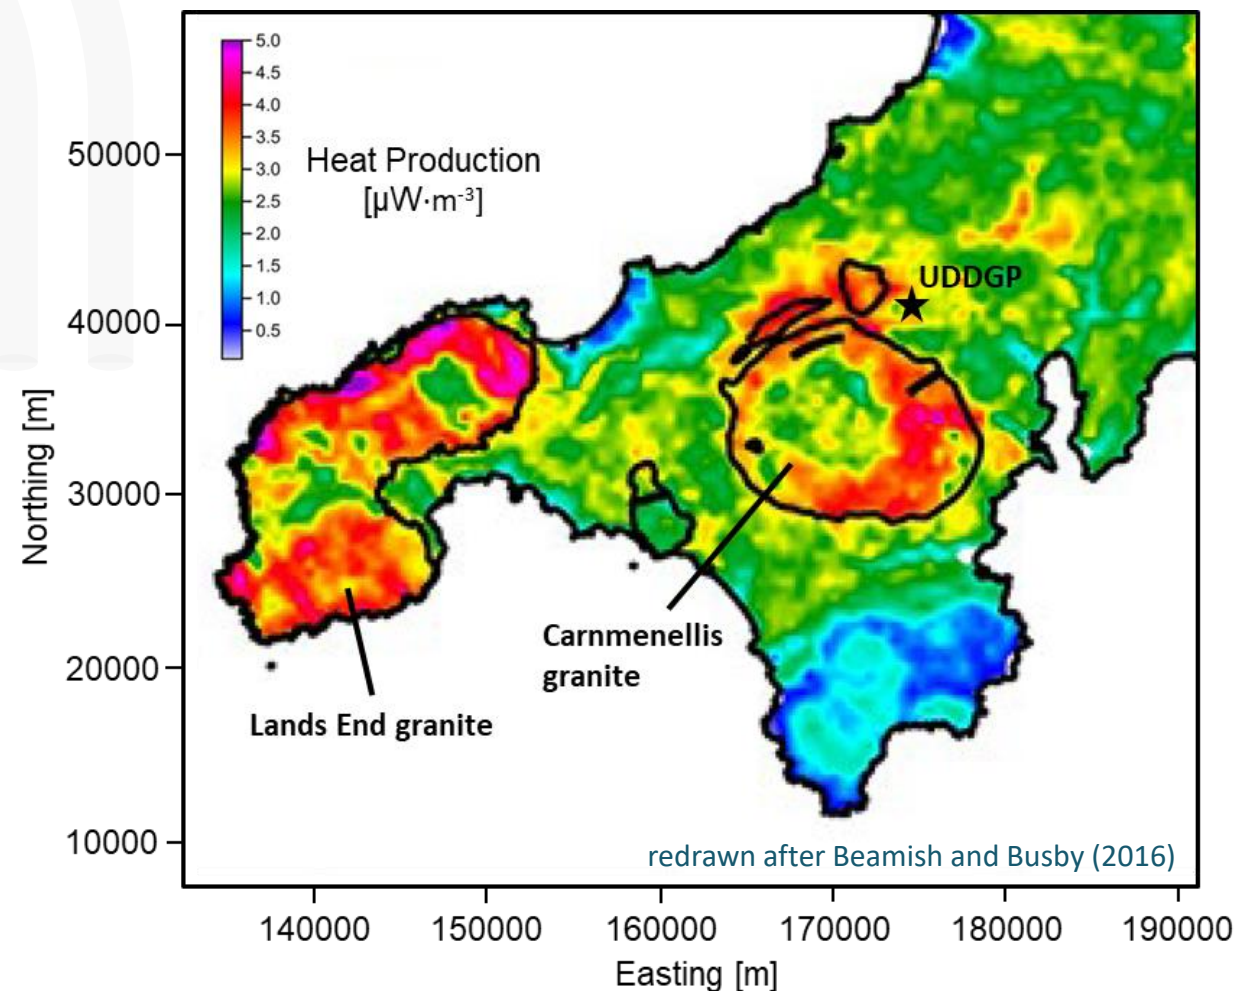 5.0
4.5
4.0
3.5
3.0
2.5
2.0
1.5
1.0
0.5
Heat Production
[µW·m⁻³]
50000
40000
30000
20000
10000
Northing [m]
UDDGP
Carnmenellis
granite
Lands End granite
redrawn after Beamish and Busby (2016)
140000 150000 160000 170000 180000 190000
Easting [m]